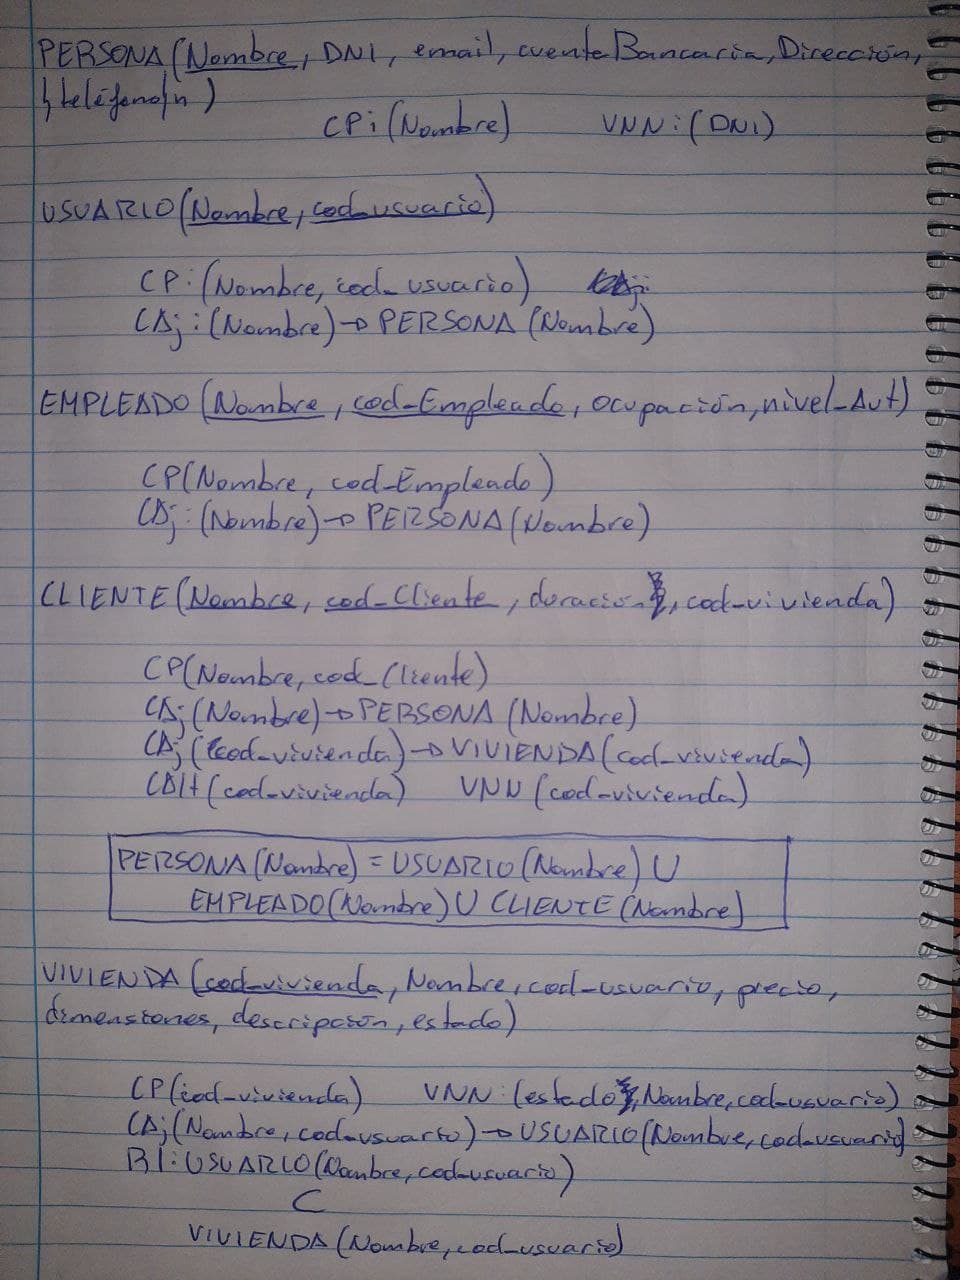 PERSONA(Nombre, DNI, email, cuentaBancaria, Dirección,
{teléfono}n)
CP:(Nombre) VNN:(DNI)
USUARIO(Nombre, cod_usuario)
CP:(Nombre, cod_usuario)
CAj:(Nombre)→PERSONA(Nombre)
EMPLEADO(Nombre, cod_Empleado, ocupación, nivel_Aut)
CP(Nombre, cod_Empleado)
CAj:(Nombre)→PERSONA(Nombre)
CLIENTE(Nombre, cod_Cliente, duración, cod_vivienda)
CP(Nombre, cod_Cliente)
CAj(Nombre)→PERSONA(Nombre)
CAj(cod_vivienda)→VIVIENDA(cod_vivienda)
CAlt(cod_vivienda) VNN(cod_vivienda)
PERSONA(Nombre) = USUARIO(Nombre) U
EMPLEADO(Nombre) U CLIENTE(Nombre)
VIVIENDA(cod_vivienda, Nombre, cod_usuario, precio,
dimensiones, descripción, estado)
CP(cod_vivienda) VNN:(estado, Nombre, cod_usuario)
CAj(Nombre, cod_usuario)→USUARIO(Nombre, cod_usuario)
RI: USUARIO(Nombre, cod_usuario)
⊂
VIVIENDA(Nombre, cod_usuario)